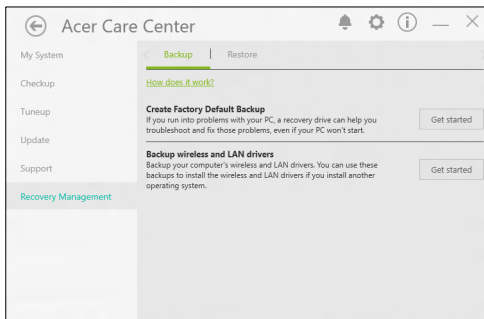 Acer Care Center
My System
Checkup
Tuneup
Update
Support
Recovery Management
Backup
Restore
How does it work?
Create Factory Default Backup
If you run into problems with your PC, a recovery drive can help you
troubleshoot and fix those problems, even if your PC won't start.
Get started
Backup wireless and LAN drivers
Backup your computer's wireless and LAN drivers. You can use these
backups to install the wireless and LAN drivers if you install another
operating system.
Get started